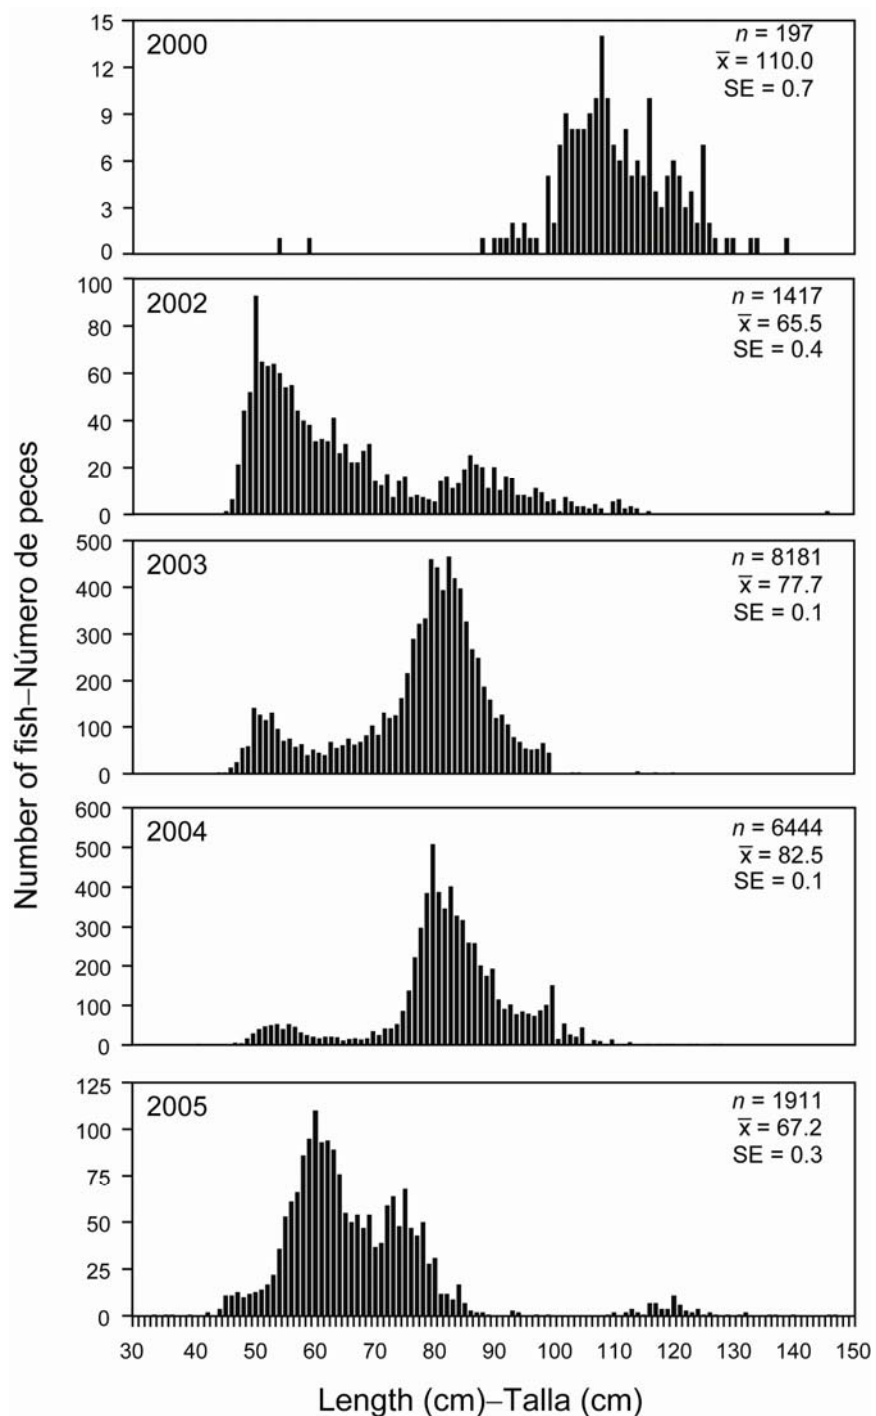 Number of fish–Número de peces
15
12
9
6
3
0
2000
n = 197
x̄ = 110.0
SE = 0.7
100
80
60
40
20
0
2002
n = 1417
x̄ = 65.5
SE = 0.4
500
400
300
200
100
0
2003
n = 8181
x̄ = 77.7
SE = 0.1
600
500
400
300
200
100
0
2004
n = 6444
x̄ = 82.5
SE = 0.1
125
100
75
50
25
0
2005
n = 1911
x̄ = 67.2
SE = 0.3
30 40 50 60 70 80 90 100 110 120 130 140 150
Length (cm)–Talla (cm)